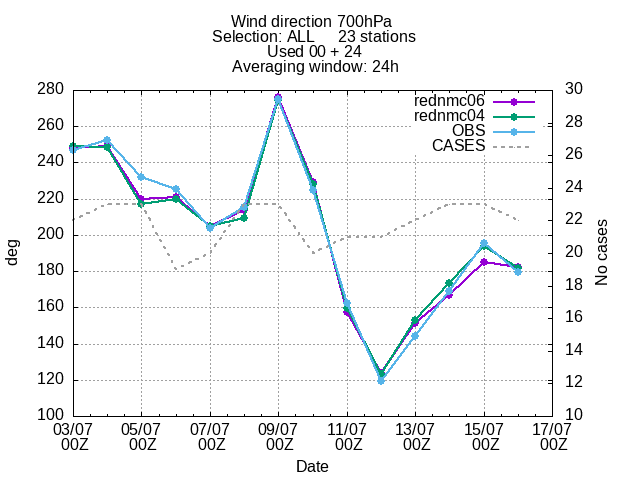 Wind direction 700hPa
Selection: ALL 23 stations
Used 00 + 24
Averaging window: 24h
rednmc06
rednmc04
OBS
CASES
280
260
240
220
200
180
160
140
120
100
deg
30
28
26
24
22
20
18
16
14
12
10
No cases
03/07 05/07 07/07 09/07 11/07 13/07 15/07 17/07
00Z 00Z 00Z 00Z 00Z 00Z 00Z 00Z
Date